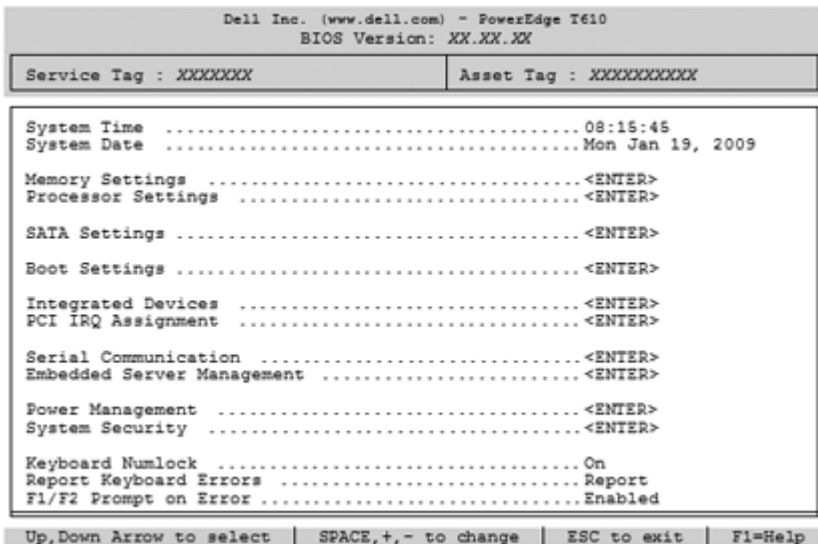 Dell Inc. (www.dell.com) - PowerEdge T610
BIOS Version: XX.XX.XX
Service Tag : XXXXXXX Asset Tag : XXXXXXXXXX
System Time ........................................ 08:15:45
System Date ........................................ Mon Jan 19, 2009
Memory Settings .................................... <ENTER>
Processor Settings ................................. <ENTER>
SATA Settings ....................................... <ENTER>
Boot Settings ....................................... <ENTER>
Integrated Devices ................................. <ENTER>
PCI IRQ Assignment ................................. <ENTER>
Serial Communication ............................... <ENTER>
Embedded Server Management ......................... <ENTER>
Power Management ................................... <ENTER>
System Security .................................... <ENTER>
Keyboard Numlock ................................... On
Report Keyboard Errors ............................. Report
F1/F2 Prompt on Error ............................... Enabled
Up,Down Arrow to select | SPACE,+,- to change | ESC to exit | F1=Help